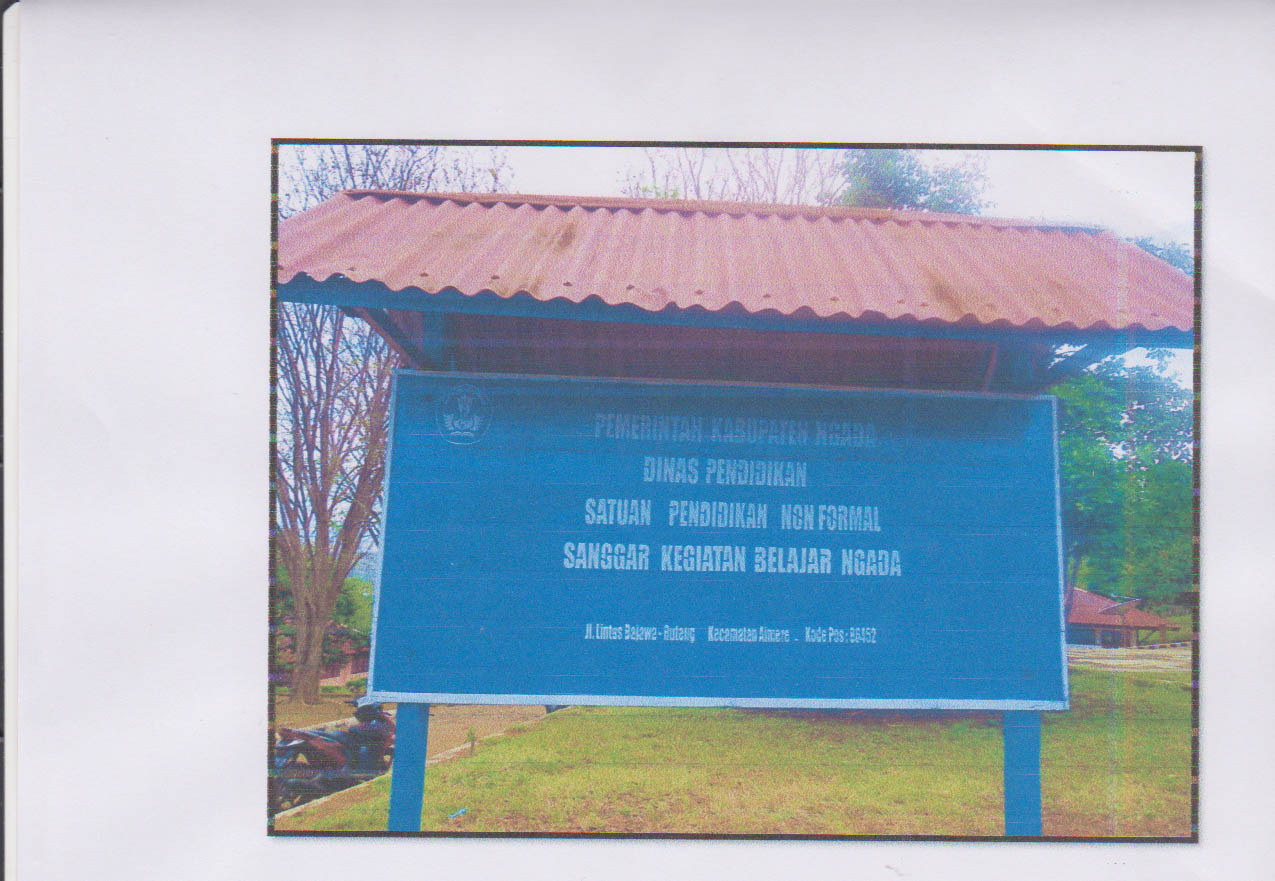 PEMERINTAH KABUPATEN NGADA
DINAS PENDIDIKAN
SATUAN PENDIDIKAN NON FORMAL
SANGGAR KEGIATAN BELAJAR NGADA
Jl. Lintas Bajawa - Rutang Kecamatan Aimere - Kode Pos : 86452